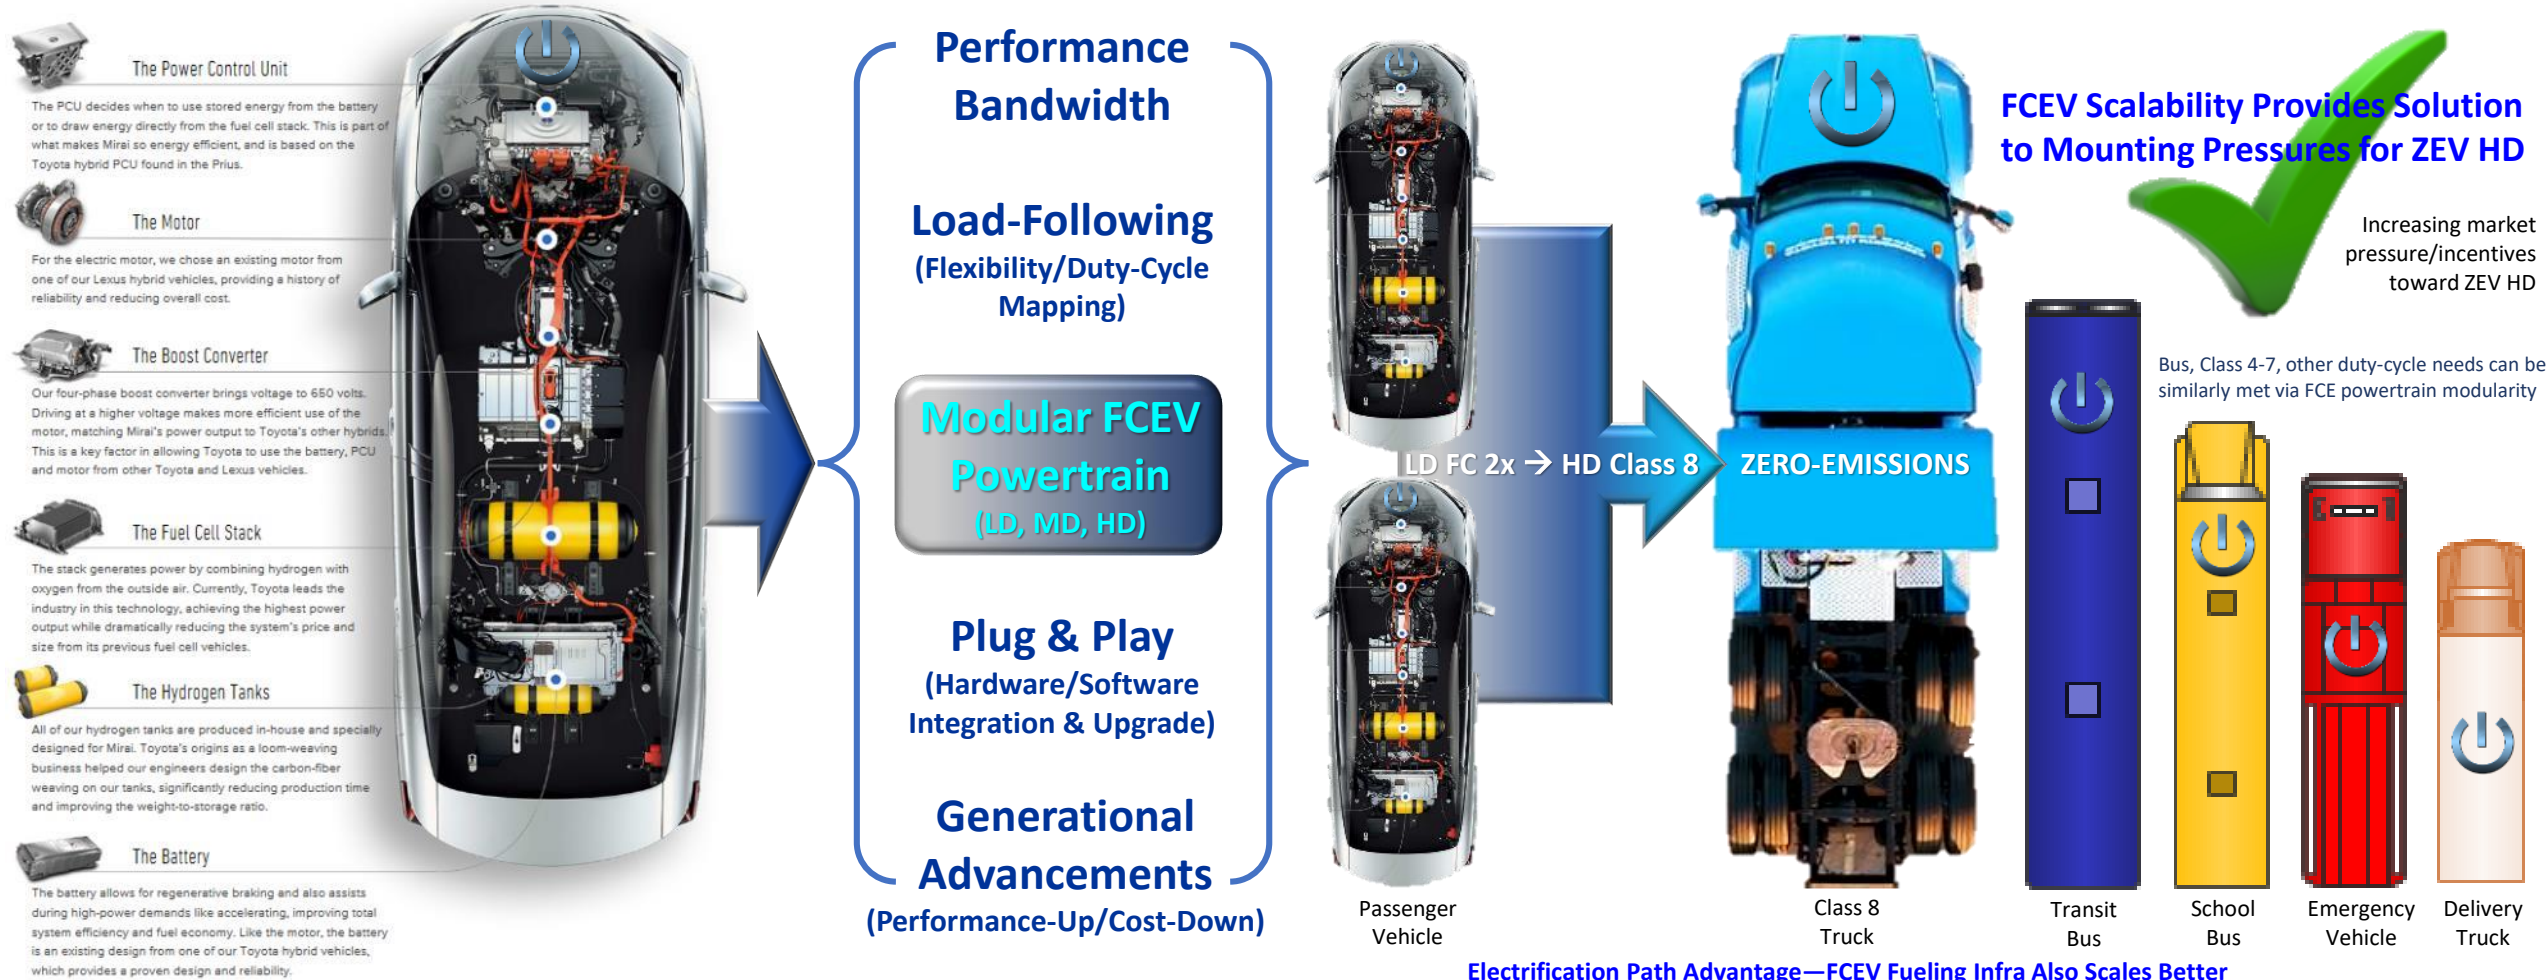 The Power Control Unit
The PCU decides when to use stored energy from the battery
or to draw energy directly from the fuel cell stack. This is part of
what makes Mirai so energy efficient, and is based on the
Toyota hybrid PCU found in the Prius.
The Motor
For the electric motor, we chose an existing motor from
one of our Lexus hybrid vehicles, providing a history of
reliability and reducing overall cost.
The Boost Converter
Our four-phase boost converter brings voltage to 650 volts.
Driving at a higher voltage makes more efficient use of the
motor, matching Mirai's power output to Toyota's other hybrids.
This is a key factor in allowing Toyota to use the battery, PCU
and motor from other Toyota and Lexus vehicles.
The Fuel Cell Stack
The stack generates power by combining hydrogen with
oxygen from the outside air. Currently, Toyota leads the
industry in this technology, achieving the highest power
output while dramatically reducing the system's price and
size from its previous fuel cell vehicles.
The Hydrogen Tanks
All of our hydrogen tanks are produced in-house and specially
designed for Mirai. Toyota's origins as a loom-weaving
business helped our engineers design the carbon-fiber
weaving on our tanks, significantly reducing production time
and improving the weight-to-storage ratio.
The Battery
The battery allows for regenerative braking and also assists
during high-power demands like accelerating, improving total
system efficiency and fuel economy. Like the motor, the battery
is an existing design from one of our Toyota hybrid vehicles,
which provides a proven design and reliability.
Performance
Bandwidth
Load-Following
(Flexibility/Duty-Cycle
Mapping)
Modular FCEV
Powertrain
(LD, MD, HD)
Plug & Play
(Hardware/Software
Integration & Upgrade)
Generational
Advancements
(Performance-Up/Cost-Down)
LD FC 2x → HD Class 8
ZERO-EMISSIONS
FCEV Scalability Provides Solution
to Mounting Pressures for ZEV HD
Increasing market
pressure/incentives
toward ZEV HD
Bus, Class 4-7, other duty-cycle needs can be
similarly met via FCE powertrain modularity
Passenger
Vehicle
Class 8
Truck
Transit
Bus
School
Bus
Emergency
Vehicle
Delivery
Truck
Electrification Path Advantage—FCEV Fueling Infra Also Scales Better